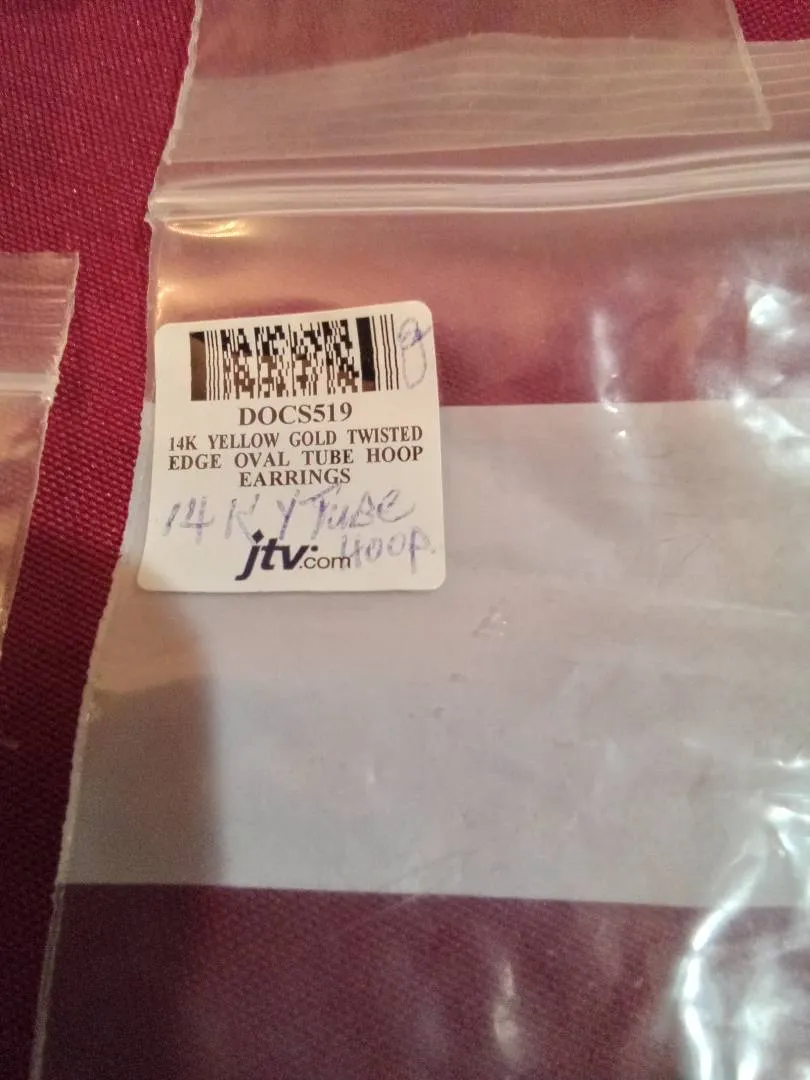 DOCS519
14K YELLOW GOLD TWISTED
EDGE OVAL TUBE HOOP
EARRINGS
14 K Y TUBE
HOOP.
jtv.com